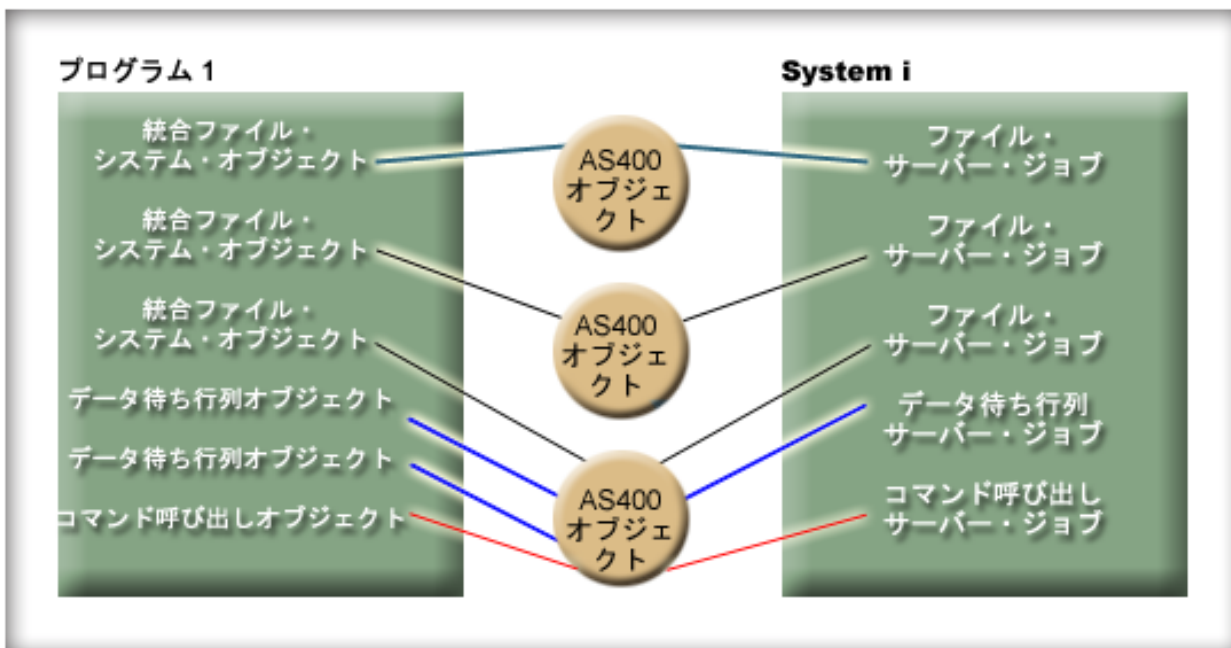 プログラム 1
統合ファイル・
システム・オブジェクト
統合ファイル・
システム・オブジェクト
統合ファイル・
システム・オブジェクト
データ待ち行列オブジェクト
データ待ち行列オブジェクト
コマンド呼び出しオブジェクト
AS400
オブジェ
クト
AS400
オブジェ
クト
AS400
オブジェ
クト
System i
ファイル・
サーバー・ジョブ
ファイル・
サーバー・ジョブ
ファイル・
サーバー・ジョブ
データ待ち行列
サーバー・ジョブ
コマンド呼び出し
サーバー・ジョブ